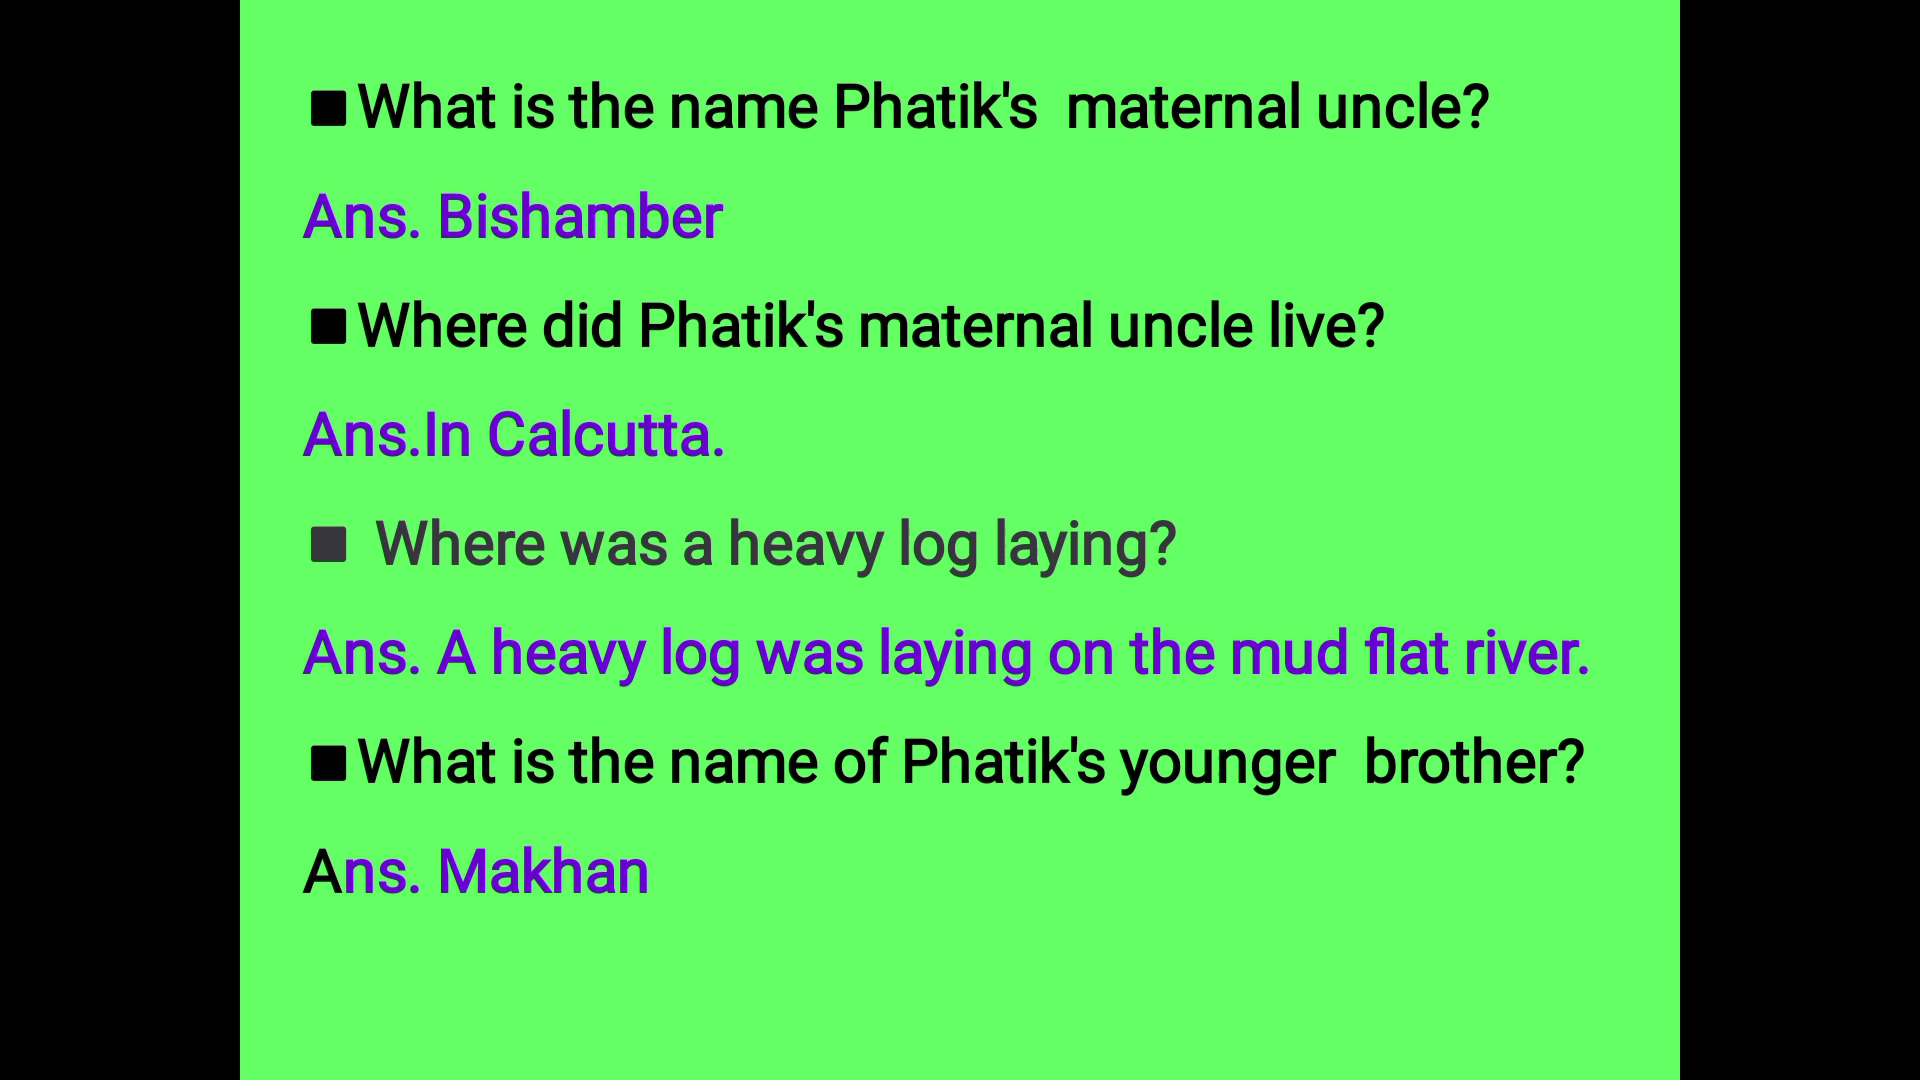 ■What is the name Phatik's  maternal uncle?
Ans. Bishamber
■Where did Phatik's maternal uncle live?
Ans.In Calcutta.
■ Where was a heavy log laying?
Ans. A heavy log was laying on the mud flat river.
■What is the name of Phatik's younger  brother?
Ans. Makhan